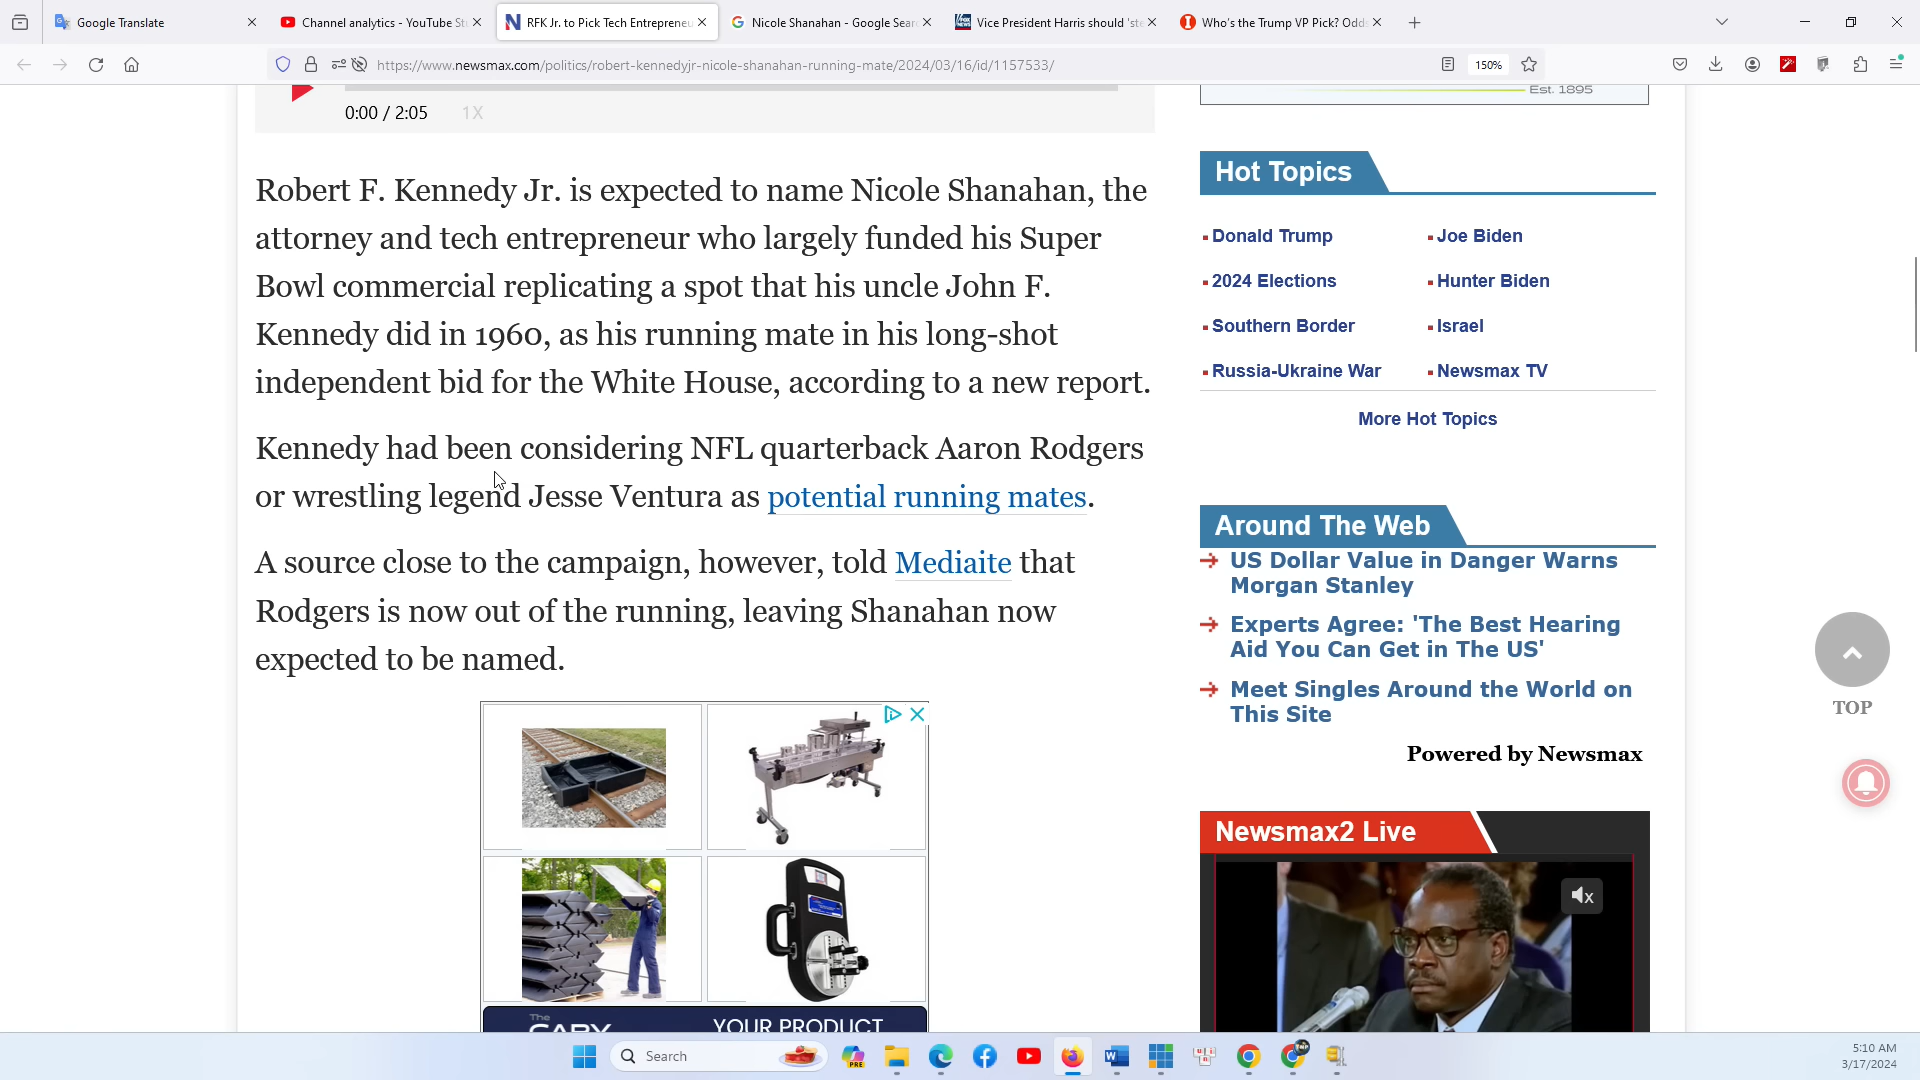 Google Translate
Channel analytics - YouTube St
RFK Jr. to Pick Tech Entrepreneu
Nicole Shanahan - Google Sear
Vice President Harris should 'ste
Who's the Trump VP Pick? Odds
https://www.newsmax.com/politics/robert-kennedyjr-nicole-shanahan-running-mate/2024/03/16/id/1157533/
150%
0:00 / 2:05
1X
Est. 1895
Robert F. Kennedy Jr. is expected to name Nicole Shanahan, the
attorney and tech entrepreneur who largely funded his Super
Bowl commercial replicating a spot that his uncle John F.
Kennedy did in 1960, as his running mate in his long-shot
independent bid for the White House, according to a new report.
Kennedy had been considering NFL quarterback Aaron Rodgers
or wrestling legend Jesse Ventura as potential running mates.
A source close to the campaign, however, told Mediaite that
Rodgers is now out of the running, leaving Shanahan now
expected to be named.
The
GARY
YOUR PRODUCT
Hot Topics
Donald Trump
Joe Biden
2024 Elections
Hunter Biden
Southern Border
Israel
Russia-Ukraine War
Newsmax TV
More Hot Topics
Around The Web
US Dollar Value in Danger Warns
Morgan Stanley
Experts Agree: 'The Best Hearing
Aid You Can Get in The US'
Meet Singles Around the World on
This Site
Powered by Newsmax
Newsmax2 Live
TOP
Search
PRE
5:10 AM
3/17/2024